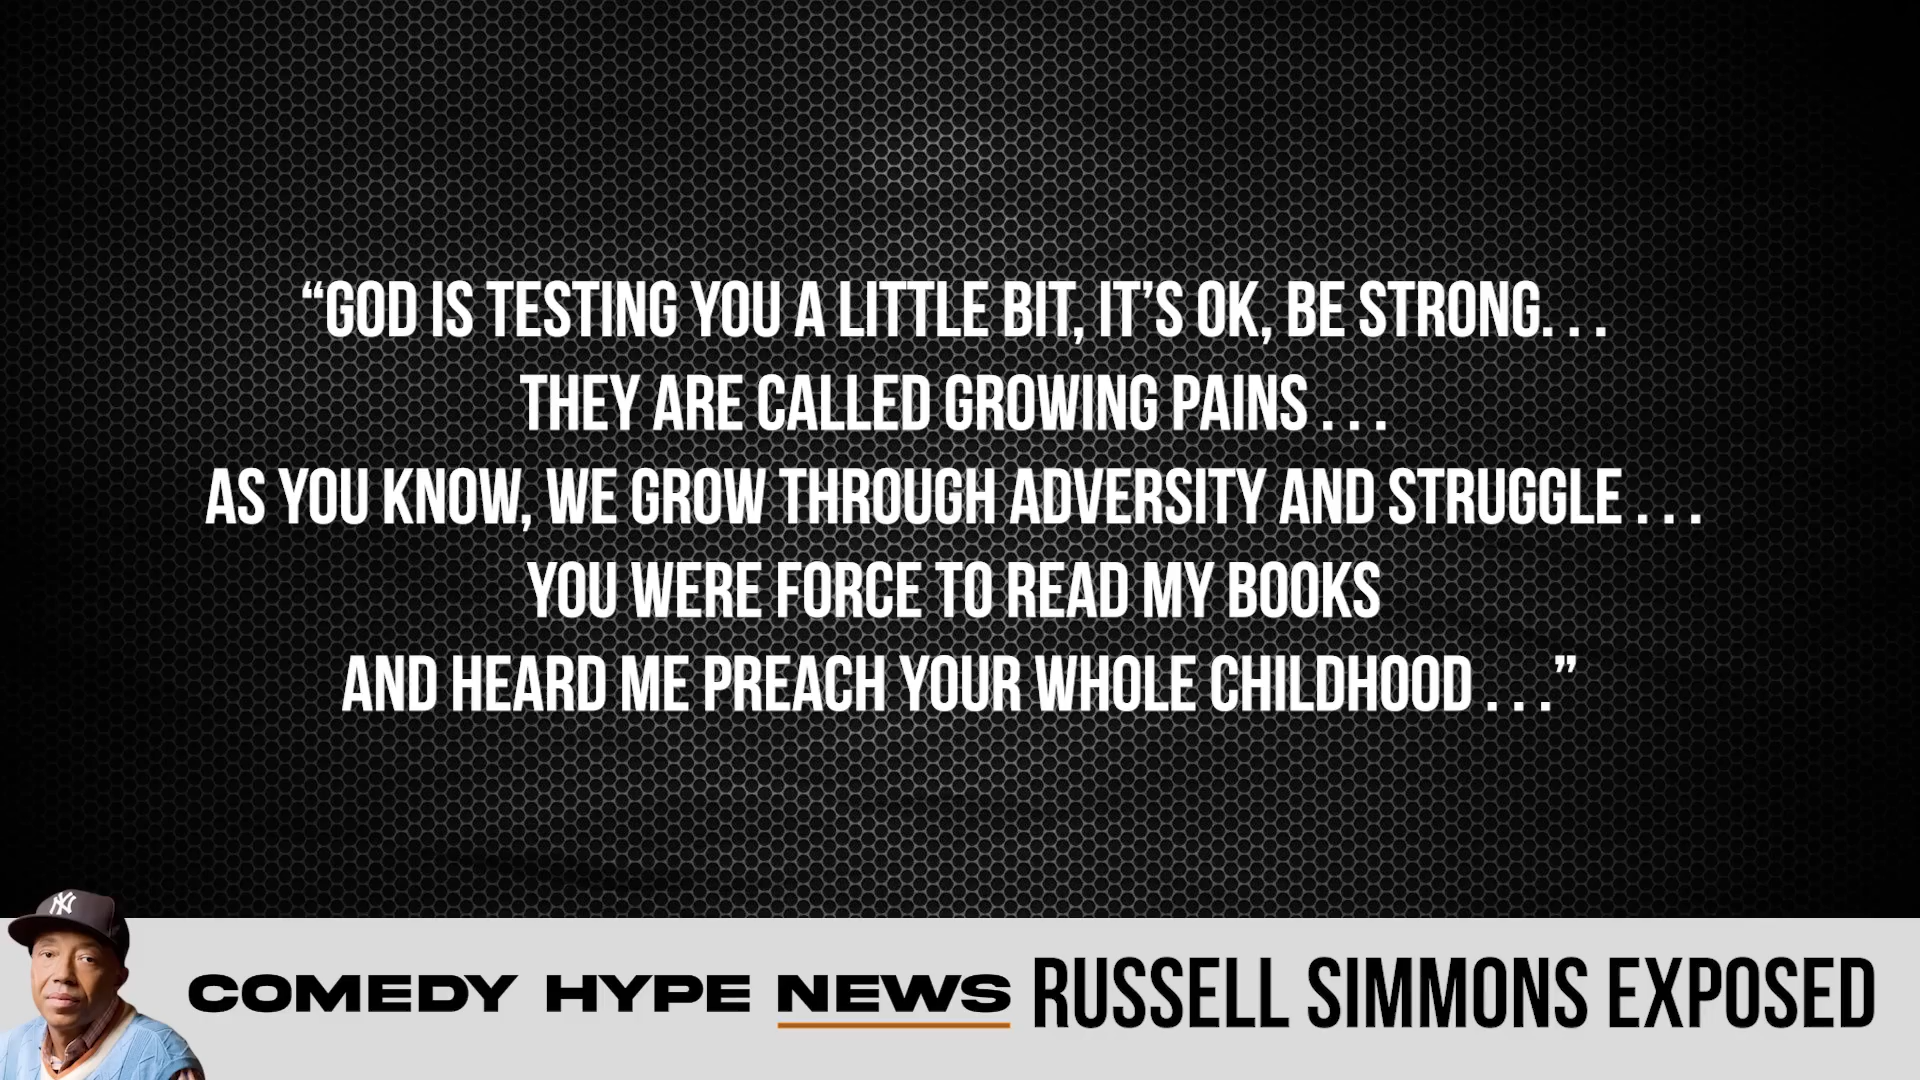 “GOD IS TESTING YOU A LITTLE BIT, IT’S OK, BE STRONG. . .
THEY ARE CALLED GROWING PAINS . . .
AS YOU KNOW, WE GROW THROUGH ADVERSITY AND STRUGGLE . . .
YOU WERE FORCE TO READ MY BOOKS
AND HEARD ME PREACH YOUR WHOLE CHILDHOOD . . .”
NY
COMEDY HYPE NEWS RUSSELL SIMMONS EXPOSED